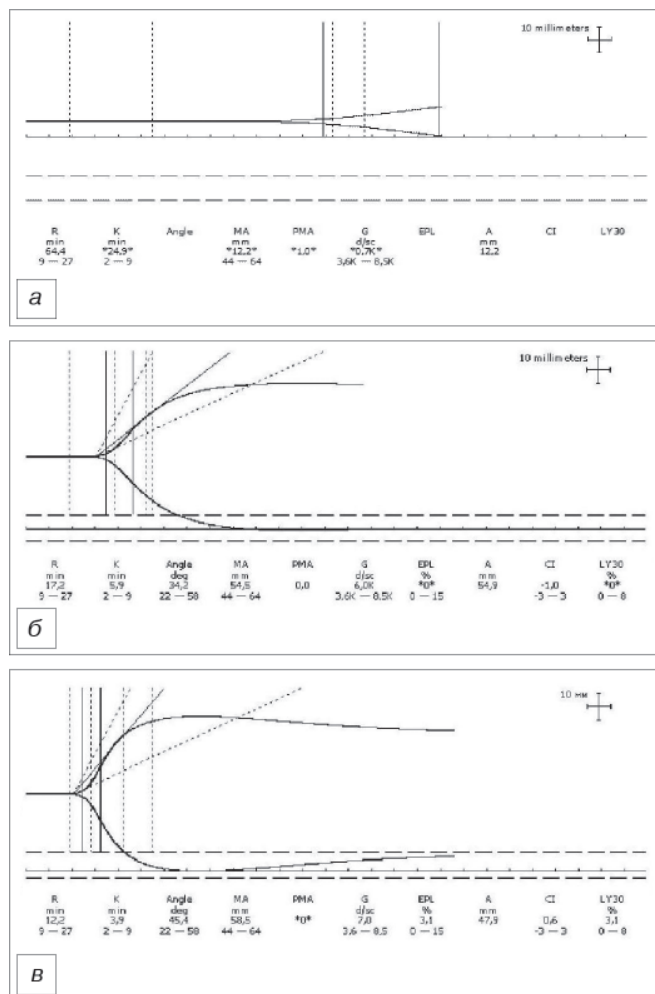 10 millimeters
R K Angle MA PMA G EPL A CI LY30
min min mm d/sc mm
64,4 *24,9* *12,2* *1,0* *0,7K* 12,2
9 — 27 2 — 9 44 — 64 3,6K — 8,5K
а
10 millimeters
R K Angle MA PMA G EPL A CI LY30
min min deg mm d/sc % mm %
17,2 5,9 34,2 54,5 0,0 6,0K *0* 54,9 -1,0 *0*
9 — 27 2 — 9 22 — 58 44 — 64 3,6K — 8,5K 0 — 15 -3 — 3 0 — 8
б
10 мм
R K Angle MA PMA G EPL A CI LY30
min min deg mm d/sc % mm %
12,2 3,9 45,4 58,5 *0* 7,0 3,1 47,9 0,6 3,1
9 — 27 2 — 9 22 — 58 44 — 64 3,6 — 8,5 0 — 15 -3 — 3 0 — 8
в